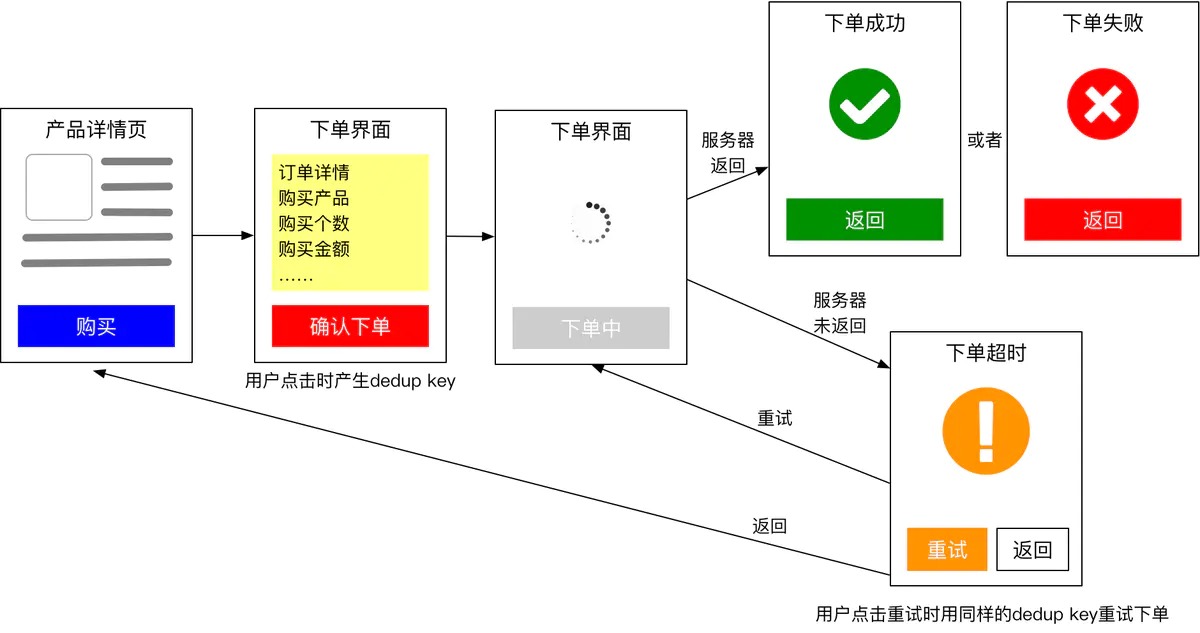 产品详情页
购买
下单界面
订单详情
购买产品
购买个数
购买金额
......
确认下单
用户点击时产生dedup key
下单界面
下单中
服务器
返回
下单成功
返回
或者
下单失败
返回
服务器
未返回
下单超时
重试
返回
重试
返回
用户点击重试时用同样的dedup key重试下单